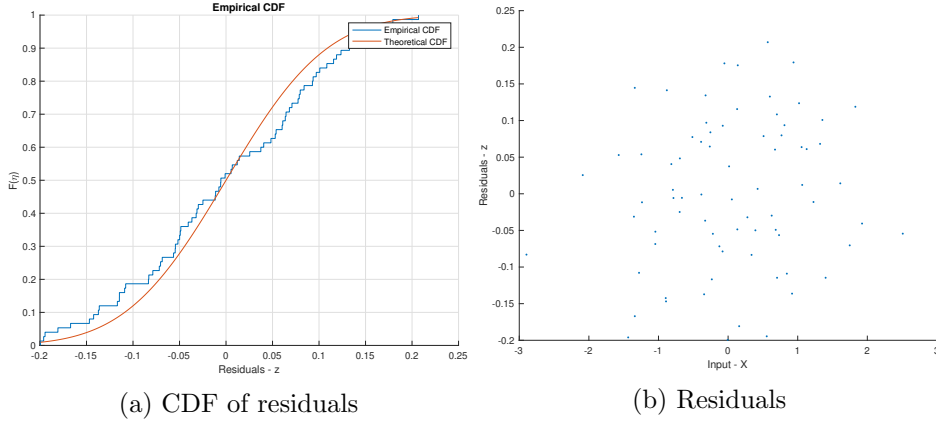 Empirical CDF
Empirical CDF
Theoretical CDF
F(η)
1
0.9
0.8
0.7
0.6
0.5
0.4
0.3
0.2
0.1
0
-0.2 -0.15 -0.1 -0.05 0 0.05 0.1 0.15 0.2 0.25
Residuals - z
(a) CDF of residuals
Residuals - z
0.25
0.2
0.15
0.1
0.05
0
-0.05
-0.1
-0.15
-0.2
-3 -2 -1 0 1 2 3
Input - X
(b) Residuals